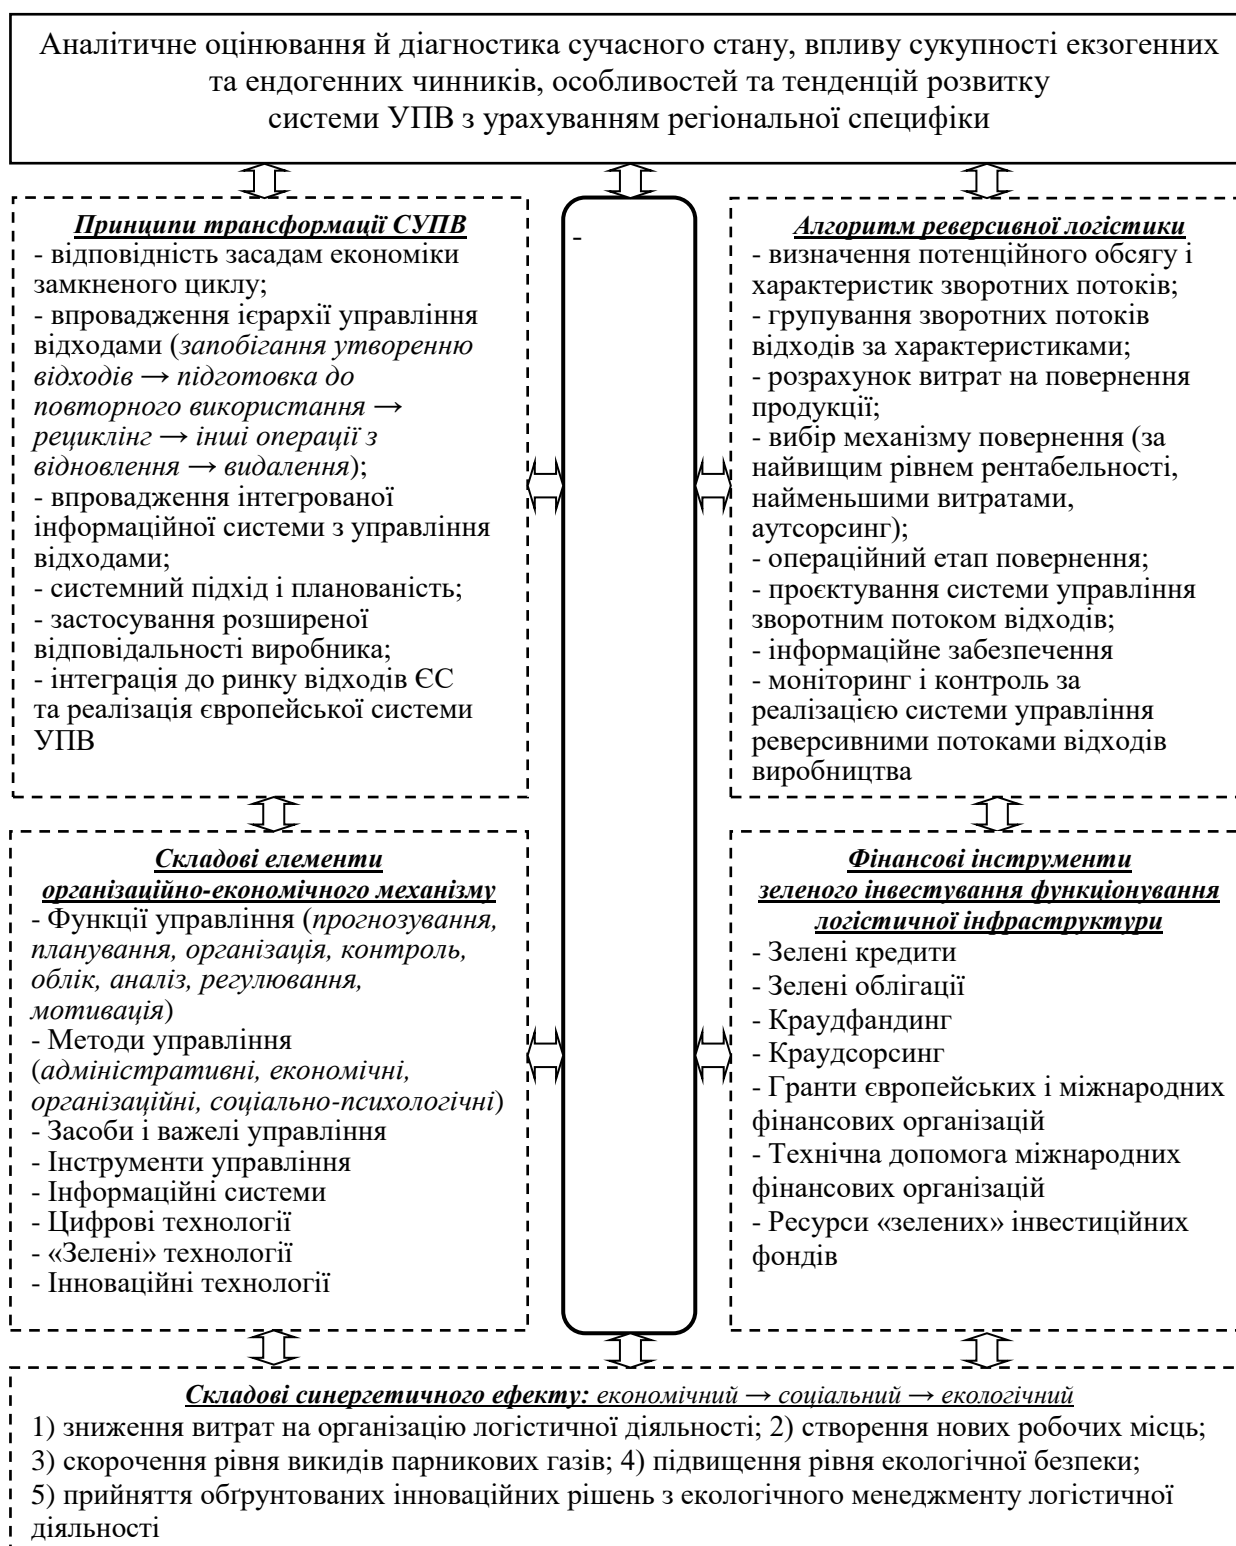 Аналітичне оцінювання й діагностика сучасного стану, впливу сукупності екзогенних
та ендогенних чинників, особливостей та тенденцій розвитку
системи УПВ з урахуванням регіональної специфіки
Принципи трансформації СУПВ
- відповідність засадам економіки
замкненого циклу;
- впровадження ієрархії управління
відходами (запобігання утворенню
відходів → підготовка до
повторного використання →
рециклінг → інші операції з
відновлення → видалення);
- впровадження інтегрованої
інформаційної системи з управління
відходами;
- системний підхід і планованість;
- застосування розширеної
відповідальності виробника;
- інтеграція до ринку відходів ЄС
та реалізація європейської системи
УПВ
-
Алгоритм реверсивної логістики
- визначення потенційного обсягу і
характеристик зворотних потоків;
- групування зворотних потоків
відходів за характеристиками;
- розрахунок витрат на повернення
продукції;
- вибір механізму повернення (за
найвищим рівнем рентабельності,
найменшими витратами,
аутсорсинг);
- операційний етап повернення;
- проєктування системи управління
зворотним потоком відходів;
- інформаційне забезпечення
- моніторинг і контроль за
реалізацією системи управління
реверсивними потоками відходів
виробництва
Складові елементи
організаційно-економічного механізму
- Функції управління (прогнозування,
планування, організація, контроль,
облік, аналіз, регулювання,
мотивація)
- Методи управління
(адміністративні, економічні,
організаційні, соціально-психологічні)
- Засоби і важелі управління
- Інструменти управління
- Інформаційні системи
- Цифрові технології
- «Зелені» технології
- Інноваційні технології
Фінансові інструменти
зеленого інвестування функціонування
логістичної інфраструктури
- Зелені кредити
- Зелені облігації
- Краудфандинг
- Краудсорсинг
- Гранти європейських і міжнародних
фінансових організацій
- Технічна допомога міжнародних
фінансових організацій
- Ресурси «зелених» інвестиційних
фондів
Складові синергетичного ефекту: економічний → соціальний → екологічний
1) зниження витрат на організацію логістичної діяльності; 2) створення нових робочих місць;
3) скорочення рівня викидів парникових газів; 4) підвищення рівня екологічної безпеки;
5) прийняття обґрунтованих інноваційних рішень з екологічного менеджменту логістичної
діяльності